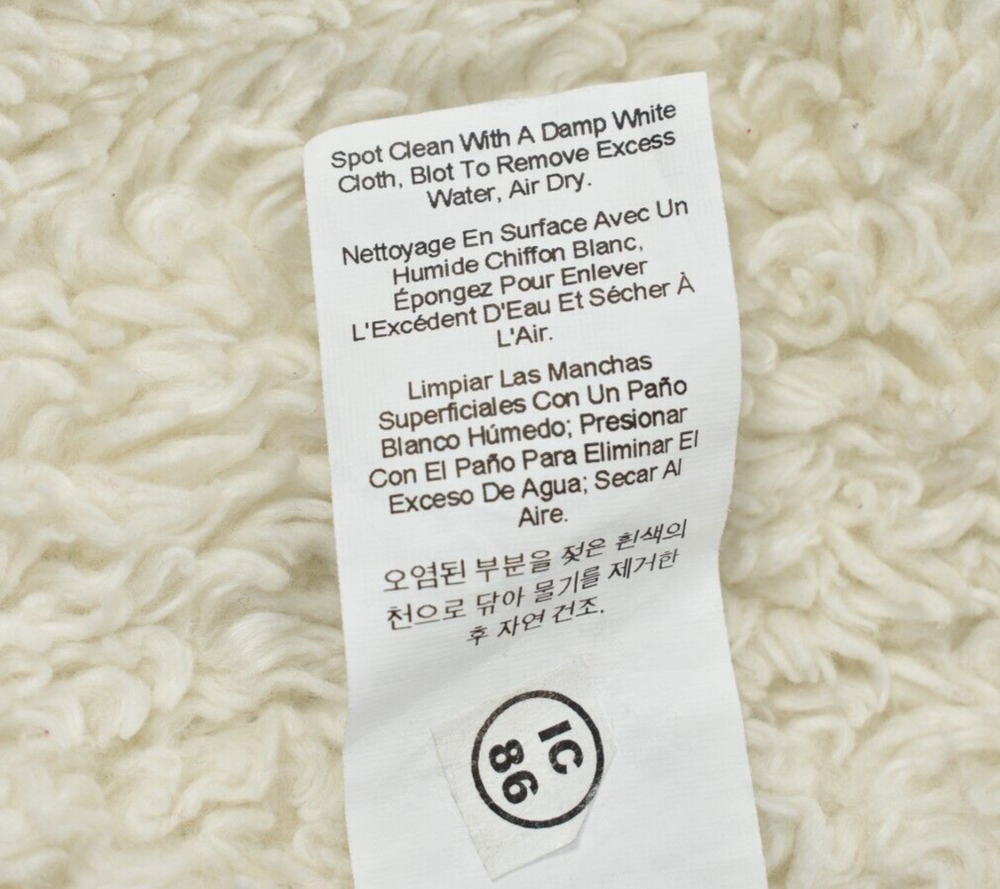 Spot Clean With A Damp White
Cloth, Blot To Remove Excess
Water, Air Dry.
Nettoyage En Surface Avec Un
Humide Chiffon Blanc,
Épongez Pour Enlever
L'Excédent D'Eau Et Sécher À
L'Air.
Limpiar Las Manchas
Superficiales Con Un Paño
Blanco Húmedo; Presionar
Con El Paño Para Eliminar El
Exceso De Agua; Secar Al
Aire.
오염된 부분을 젖은 흰색의
천으로 닦아 물기를 제거한
후 자연 건조.
IC
86